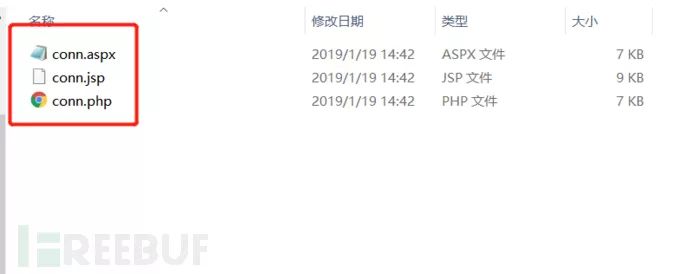 名称 修改日期 类型 大小
conn.aspx 2019/1/19 14:42 ASPX 文件 7 KB
conn.jsp 2019/1/19 14:42 JSP 文件 9 KB
conn.php 2019/1/19 14:42 PHP 文件 7 KB
FREEBUF